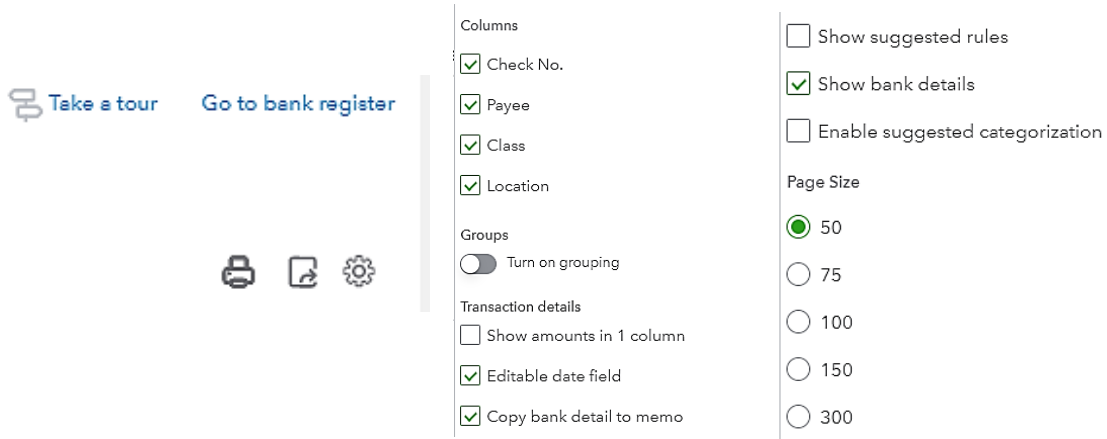 Take a tour
Go to bank register
Columns
Check No.
Payee
Class
Location
Groups
Turn on grouping
Transaction details
Show amounts in 1 column
Editable date field
Copy bank detail to memo
Show suggested rules
Show bank details
Enable suggested categorization
Page Size
50
75
100
150
300